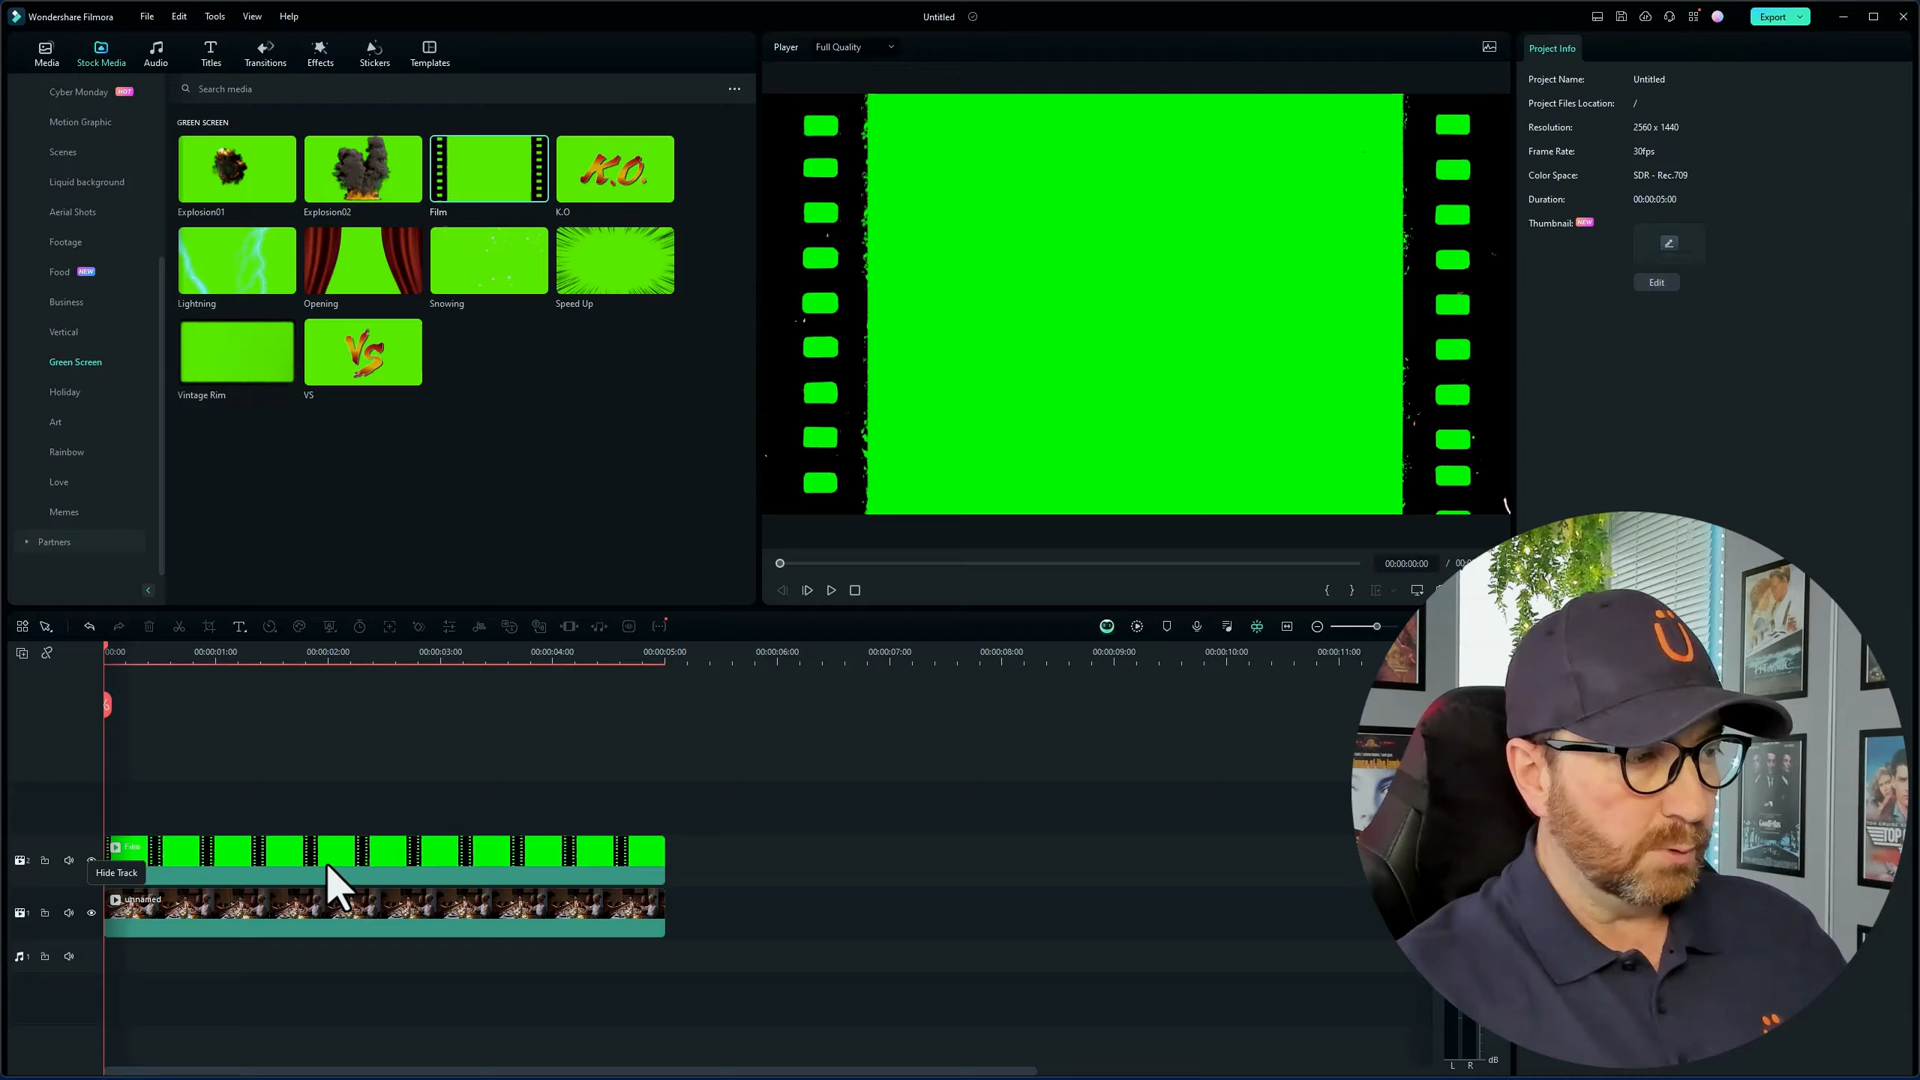 Wondershare Filmora
File
Edit
Tools
View
Help
Untitled
Export
Media
Stock Media
Audio
Titles
Transitions
Effects
Stickers
Templates
Player
Full Quality
Project Info
Cyber Monday
HOT
Motion Graphic
Scenes
Liquid background
Aerial Shots
Footage
Food
NEW
Business
Vertical
Green Screen
Holiday
Art
Rainbow
Love
Memes
Partners
Search media
GREEN SCREEN
K.O.
Explosion01
Explosion02
Film
K.O
Lightning
Opening
Snowing
Speed Up
VS
Vintage Rim
VS
Project Name:
Untitled
Project Files Location:
/
Resolution:
2560 x 1440
Frame Rate:
30fps
Color Space:
SDR - Rec.709
Duration:
00:00:05:00
Thumbnail:
NEW
Edit
00:00:00:00
/
00:00:01:00
00:00:02:00
00:00:03:00
00:00:04:00
00:00:05:00
00:00:06:00
00:00:07:00
00:00:08:00
00:00:09:00
00:00:10:00
00:00:11:00
Film
2
Hide Track
unnamed
1
1
TITANIC
GoodFellas
TOP
L
R
dB